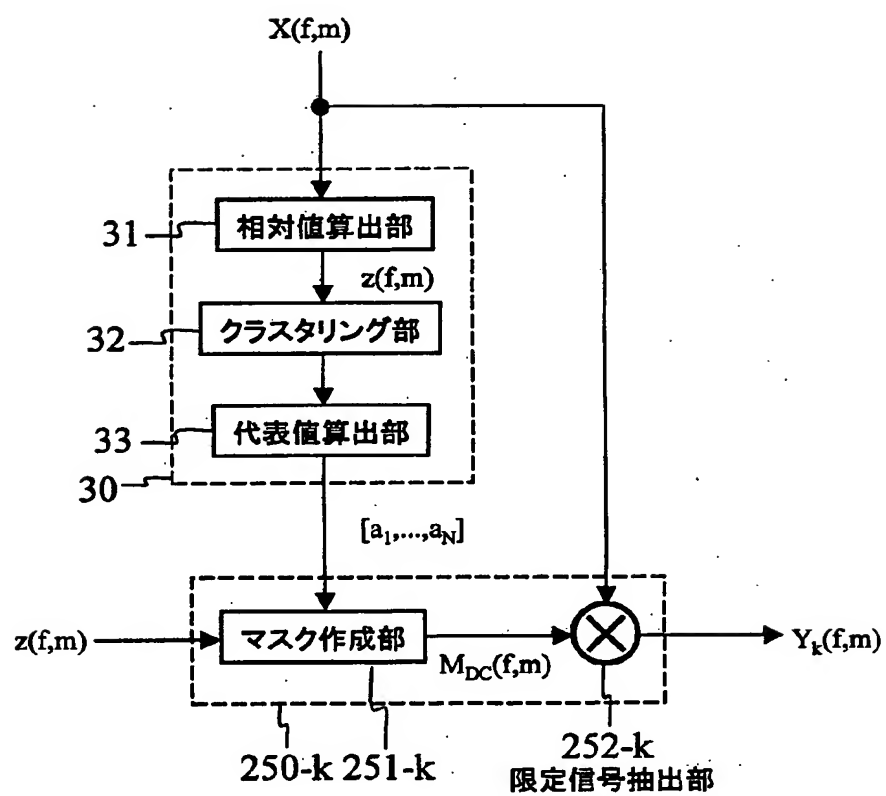 X(f,m)
31
相対値算出部
z(f,m)
32
クラスタリング部
33
代表値算出部
30
[a₁,...,aN]
z(f,m)
マスク作成部
MDC(f,m)
Yk(f,m)
250-k
251-k
252-k
限定信号抽出部